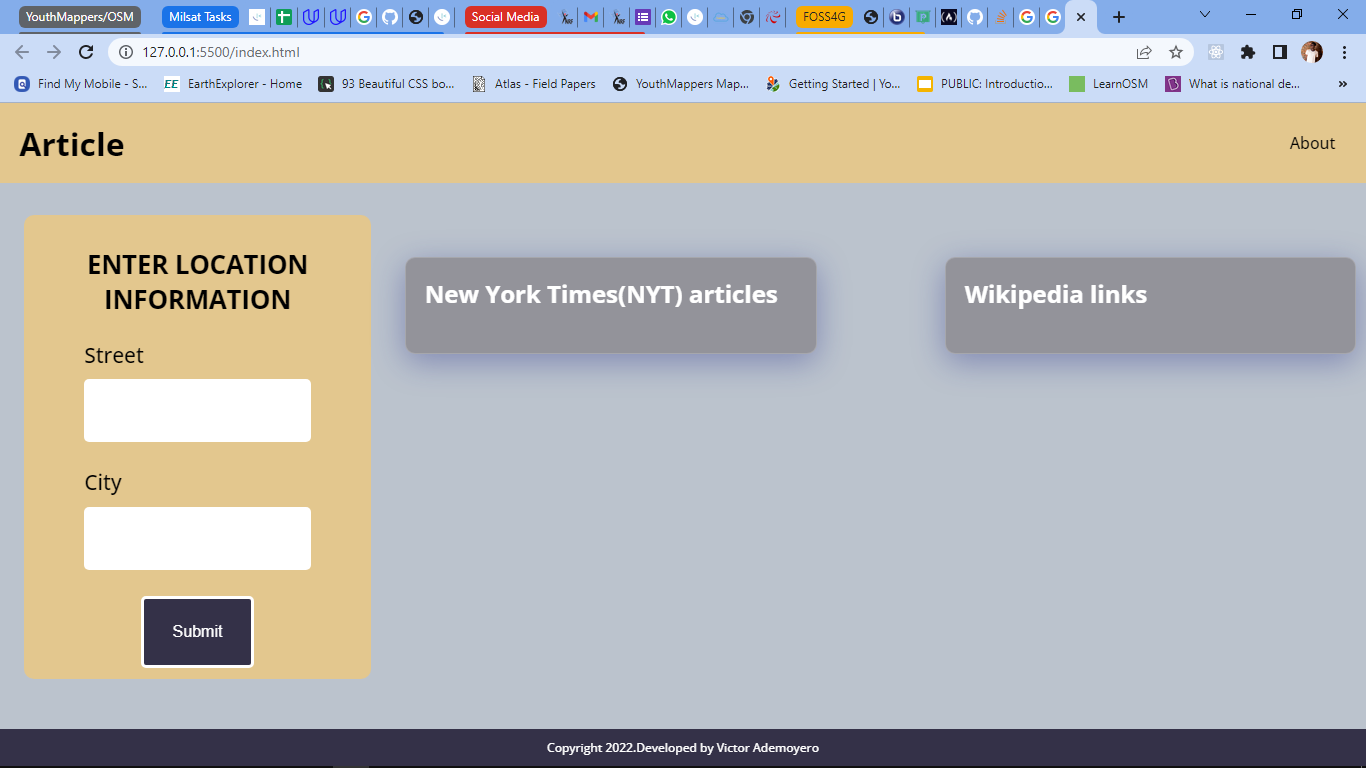 YouthMappers/OSM
Milsat Tasks
Social Media
FOSS4G
127.0.0.1:5500/index.html
Find My Mobile - S...
EE
EarthExplorer - Home
93 Beautiful CSS bo...
Atlas - Field Papers
YouthMappers Map...
Getting Started | Yo...
PUBLIC: Introductio...
LearnOSM
What is national de...
»
Article
About
ENTER LOCATION
INFORMATION
Street
City
Submit
New York Times(NYT) articles
Wikipedia links
Copyright 2022.Developed by Victor Ademoyero